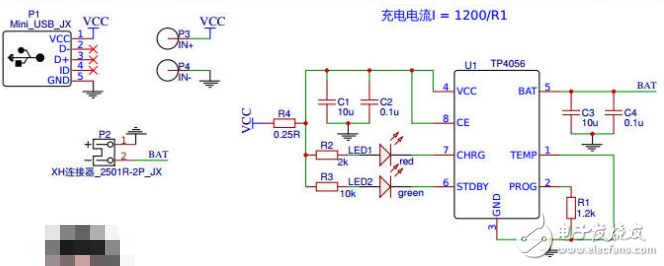 充电电流I = 1200/R1
P1
Mini_USB_JX
VCC
VCC 1
D- 2
D+ 3
ID 4
GND 5
P3
IN+
VCC
P4
IN-
P2
1
2
BAT
XH连接器_2501R-2P_JX
VCC
R4
0.25R
C1
10u
C2
0.1u
R2
2k
LED1
red
R3
10k
LED2
green
U1
TP4056
4 VCC
8 CE
7 CHRG
6 STDBY
BAT 5
TEMP 1
PROG 2
GND
3
BAT
C3
10u
C4
0.1u
R1
1.2k
电子发烧友